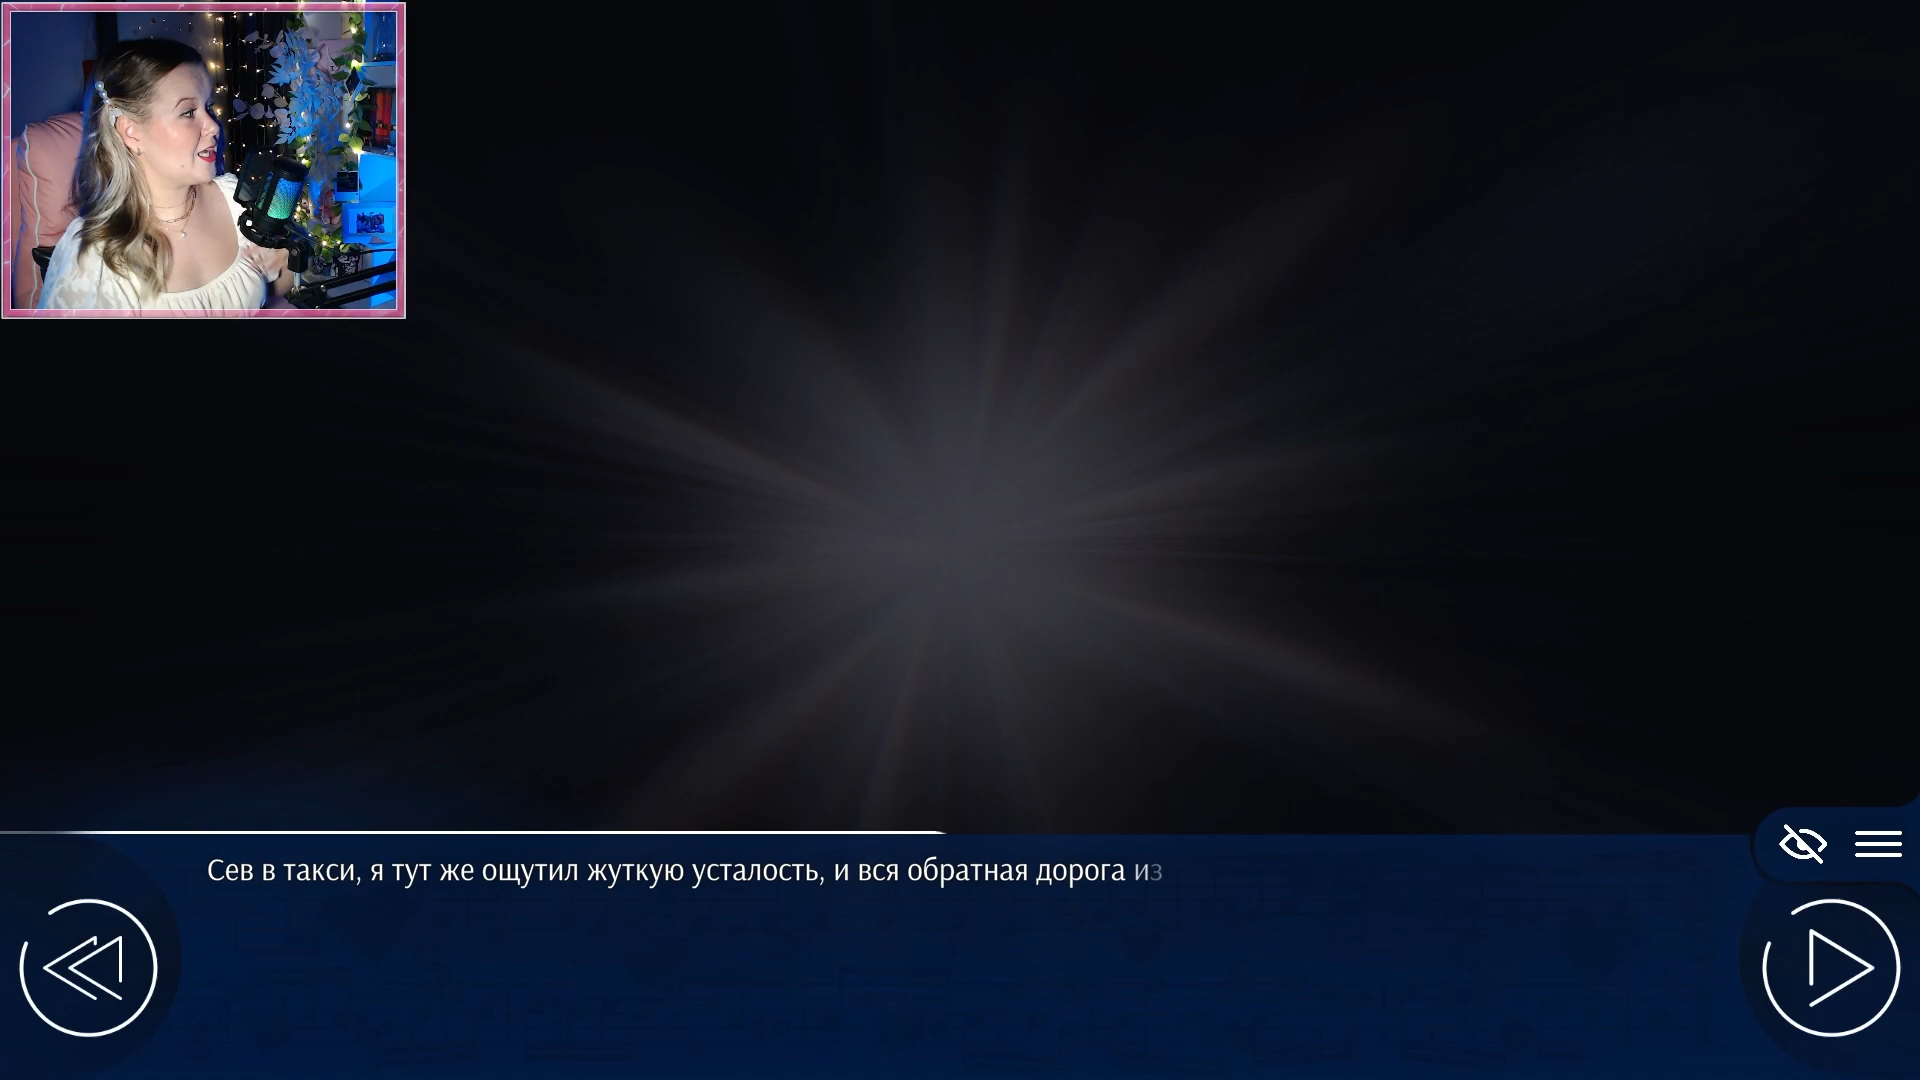 Сев в такси, я тут же ощутил жуткую усталость, и вся обратная дорога из